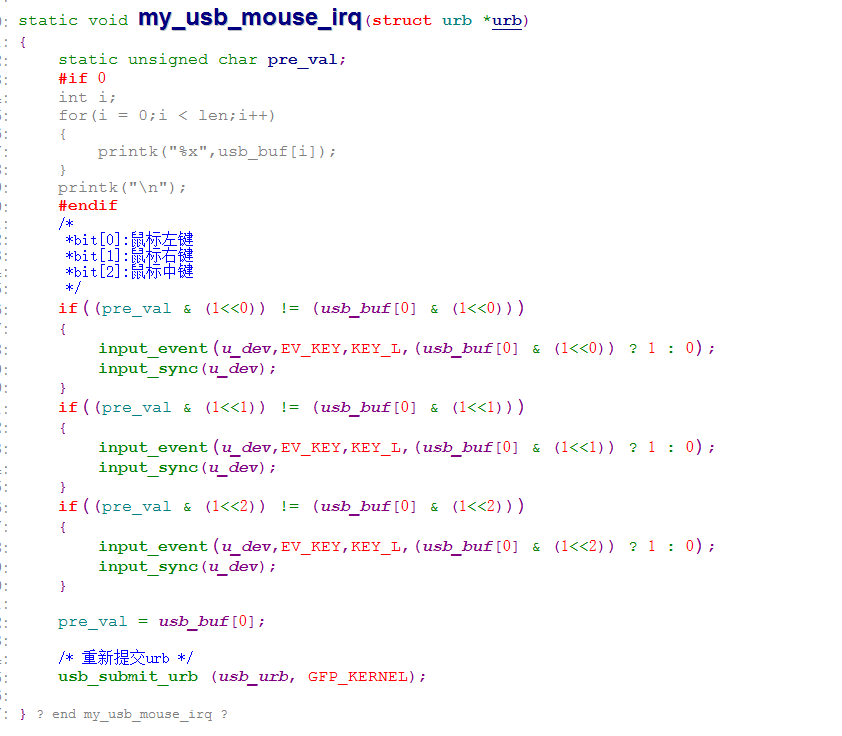 static void my_usb_mouse_irq(struct urb *urb)
{
static unsigned char pre_val;
#if 0
int i;
for(i = 0;i < len;i++)
{
printk("%x",usb_buf[i]);
}
printk("\n");
#endif
/*
*bit[0]:鼠标左键
*bit[1]:鼠标右键
*bit[2]:鼠标中键
*/
if((pre_val & (1<<0)) != (usb_buf[0] & (1<<0)))
{
input_event(u_dev,EV_KEY,KEY_L,(usb_buf[0] & (1<<0)) ? 1 : 0);
input_sync(u_dev);
}
if((pre_val & (1<<1)) != (usb_buf[0] & (1<<1)))
{
input_event(u_dev,EV_KEY,KEY_L,(usb_buf[0] & (1<<1)) ? 1 : 0);
input_sync(u_dev);
}
if((pre_val & (1<<2)) != (usb_buf[0] & (1<<2)))
{
input_event(u_dev,EV_KEY,KEY_L,(usb_buf[0] & (1<<2)) ? 1 : 0);
input_sync(u_dev);
}
pre_val = usb_buf[0];
/* 重新提交urb */
usb_submit_urb (usb_urb, GFP_KERNEL);
} ? end my_usb_mouse_irq ?